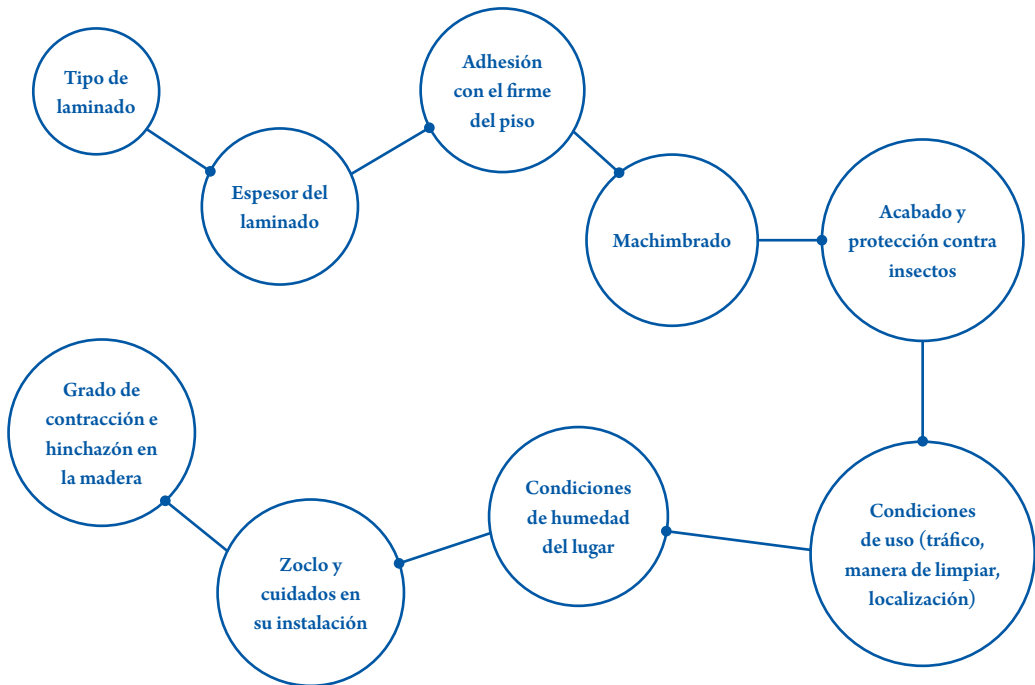 Tipo de
laminado
Espesor del
laminado
Adhesión
con el firme
del piso
Machimbrado
Acabado y
protección contra
insectos
Condiciones
de uso (tráfico,
manera de limpiar,
localización)
Condiciones
de humedad
del lugar
Zoclo y
cuidados en
su instalación
Grado de
contracción e
hinchazón en
la madera